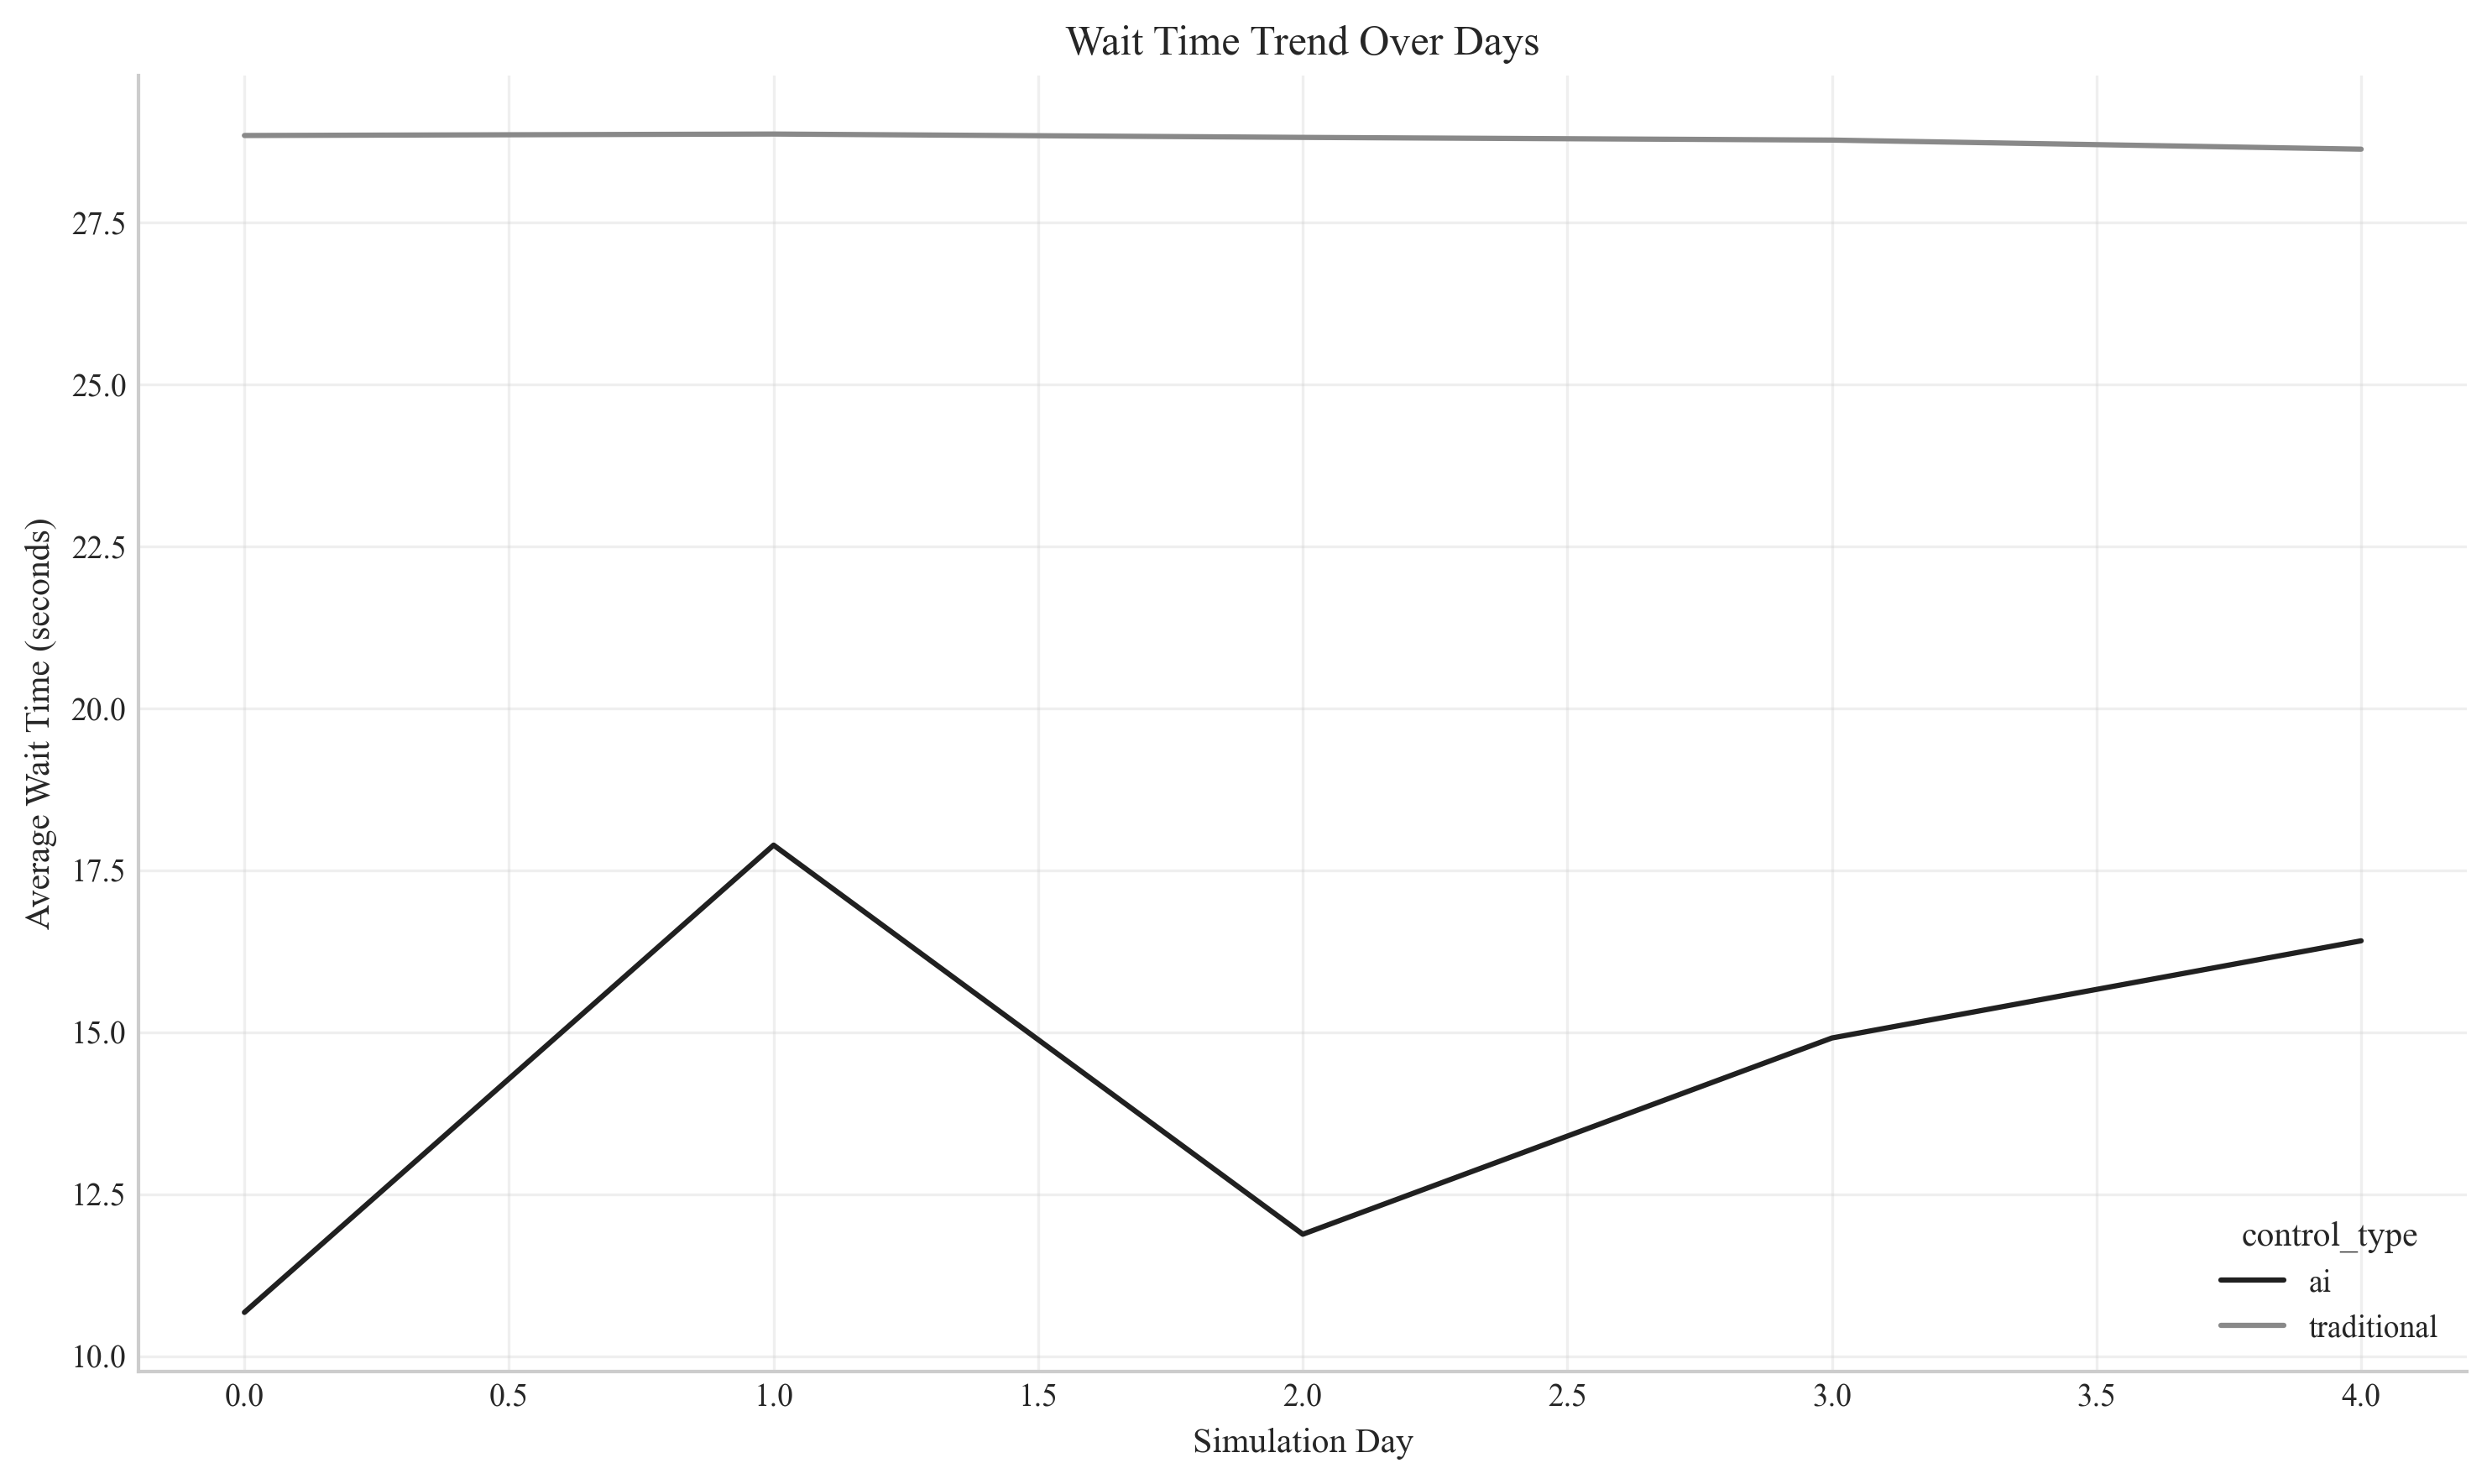 Wait Time Trend Over Days
Average Wait Time (seconds)
27.5
25.0
22.5
20.0
17.5
15.0
12.5
10.0
control_type
ai
traditional
0.0 0.5 1.0 1.5 2.0 2.5 3.0 3.5 4.0
Simulation Day